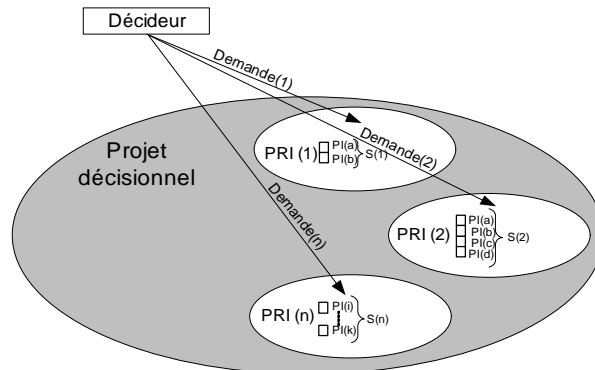 Décideur
Demande(1)
Demande(2)
Demande(n)
Projet
décisionnel
PRI (1)
PI(a)
PI(b)
S(1)
PRI (2)
PI(a)
PI(b)
PI(c)
PI(d)
S(2)
PRI (n)
PI(i)
PI(k)
S(n)